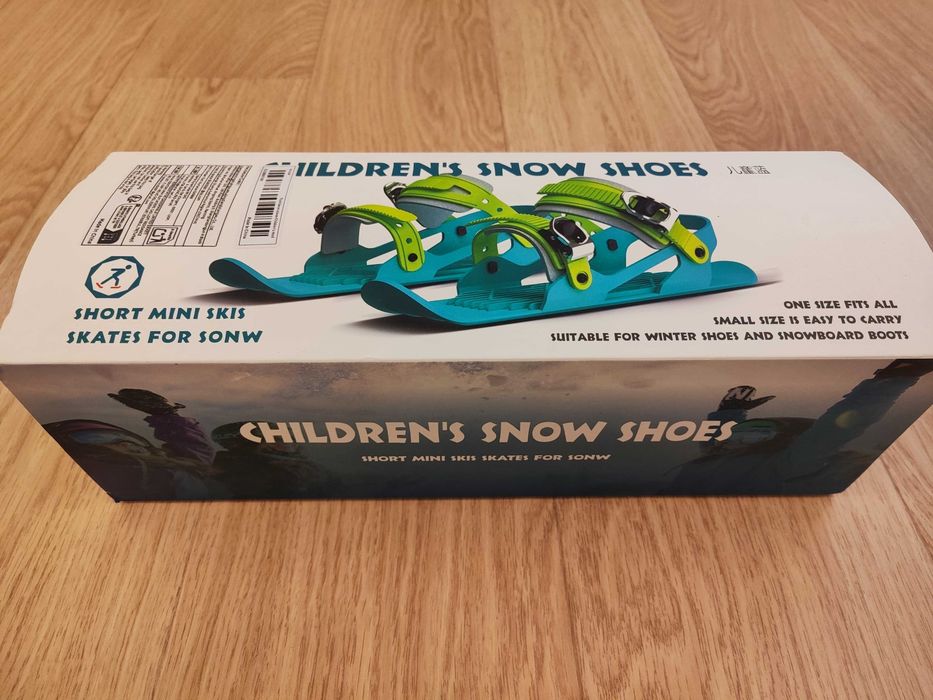 CHILDREN'S SNOW SHOES
儿童蓝
SHORT MINI SKIS
SKATES FOR SONW
ONE SIZE FITS ALL
SMALL SIZE IS EASY TO CARRY
SUITABLE FOR WINTER SHOES AND SNOWBOARD BOOTS
CHILDREN'S SNOW SHOES
SHORT MINI SKIS SKATES FOR SONW